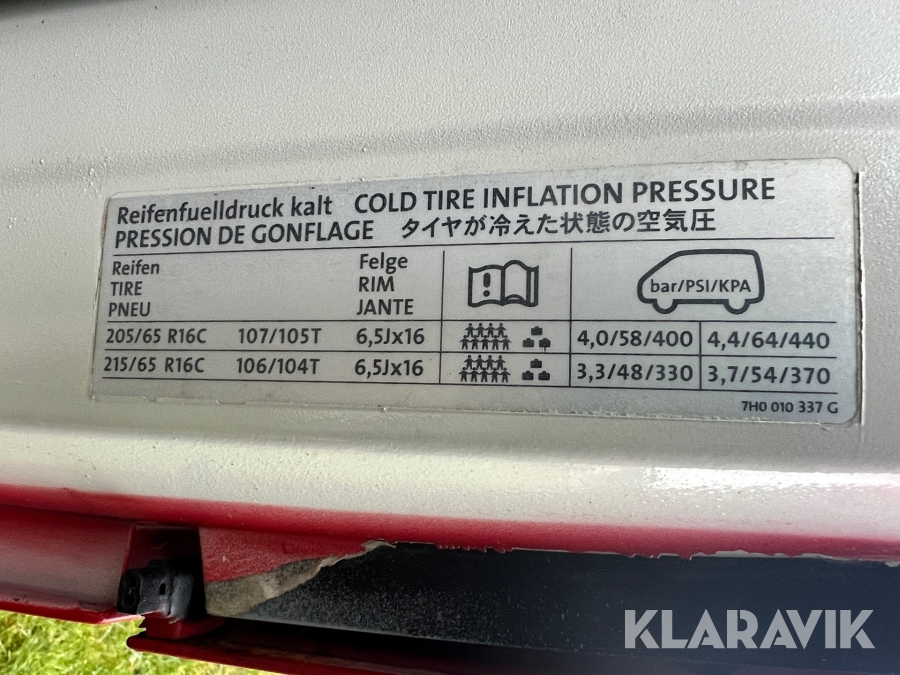 Reifenfuelldruck kalt COLD TIRE INFLATION PRESSURE
PRESSION DE GONFLAGE タイヤが冷えた状態の空気圧
Reifen Felge
TIRE RIM bar/PSI/KPA
PNEU JANTE
205/65 R16C 107/105T 6,5Jx16 4,0/58/400 4,4/64/440
215/65 R16C 106/104T 6,5Jx16 3,3/48/330 3,7/54/370
7H0 010 337 G
KLARAVIK